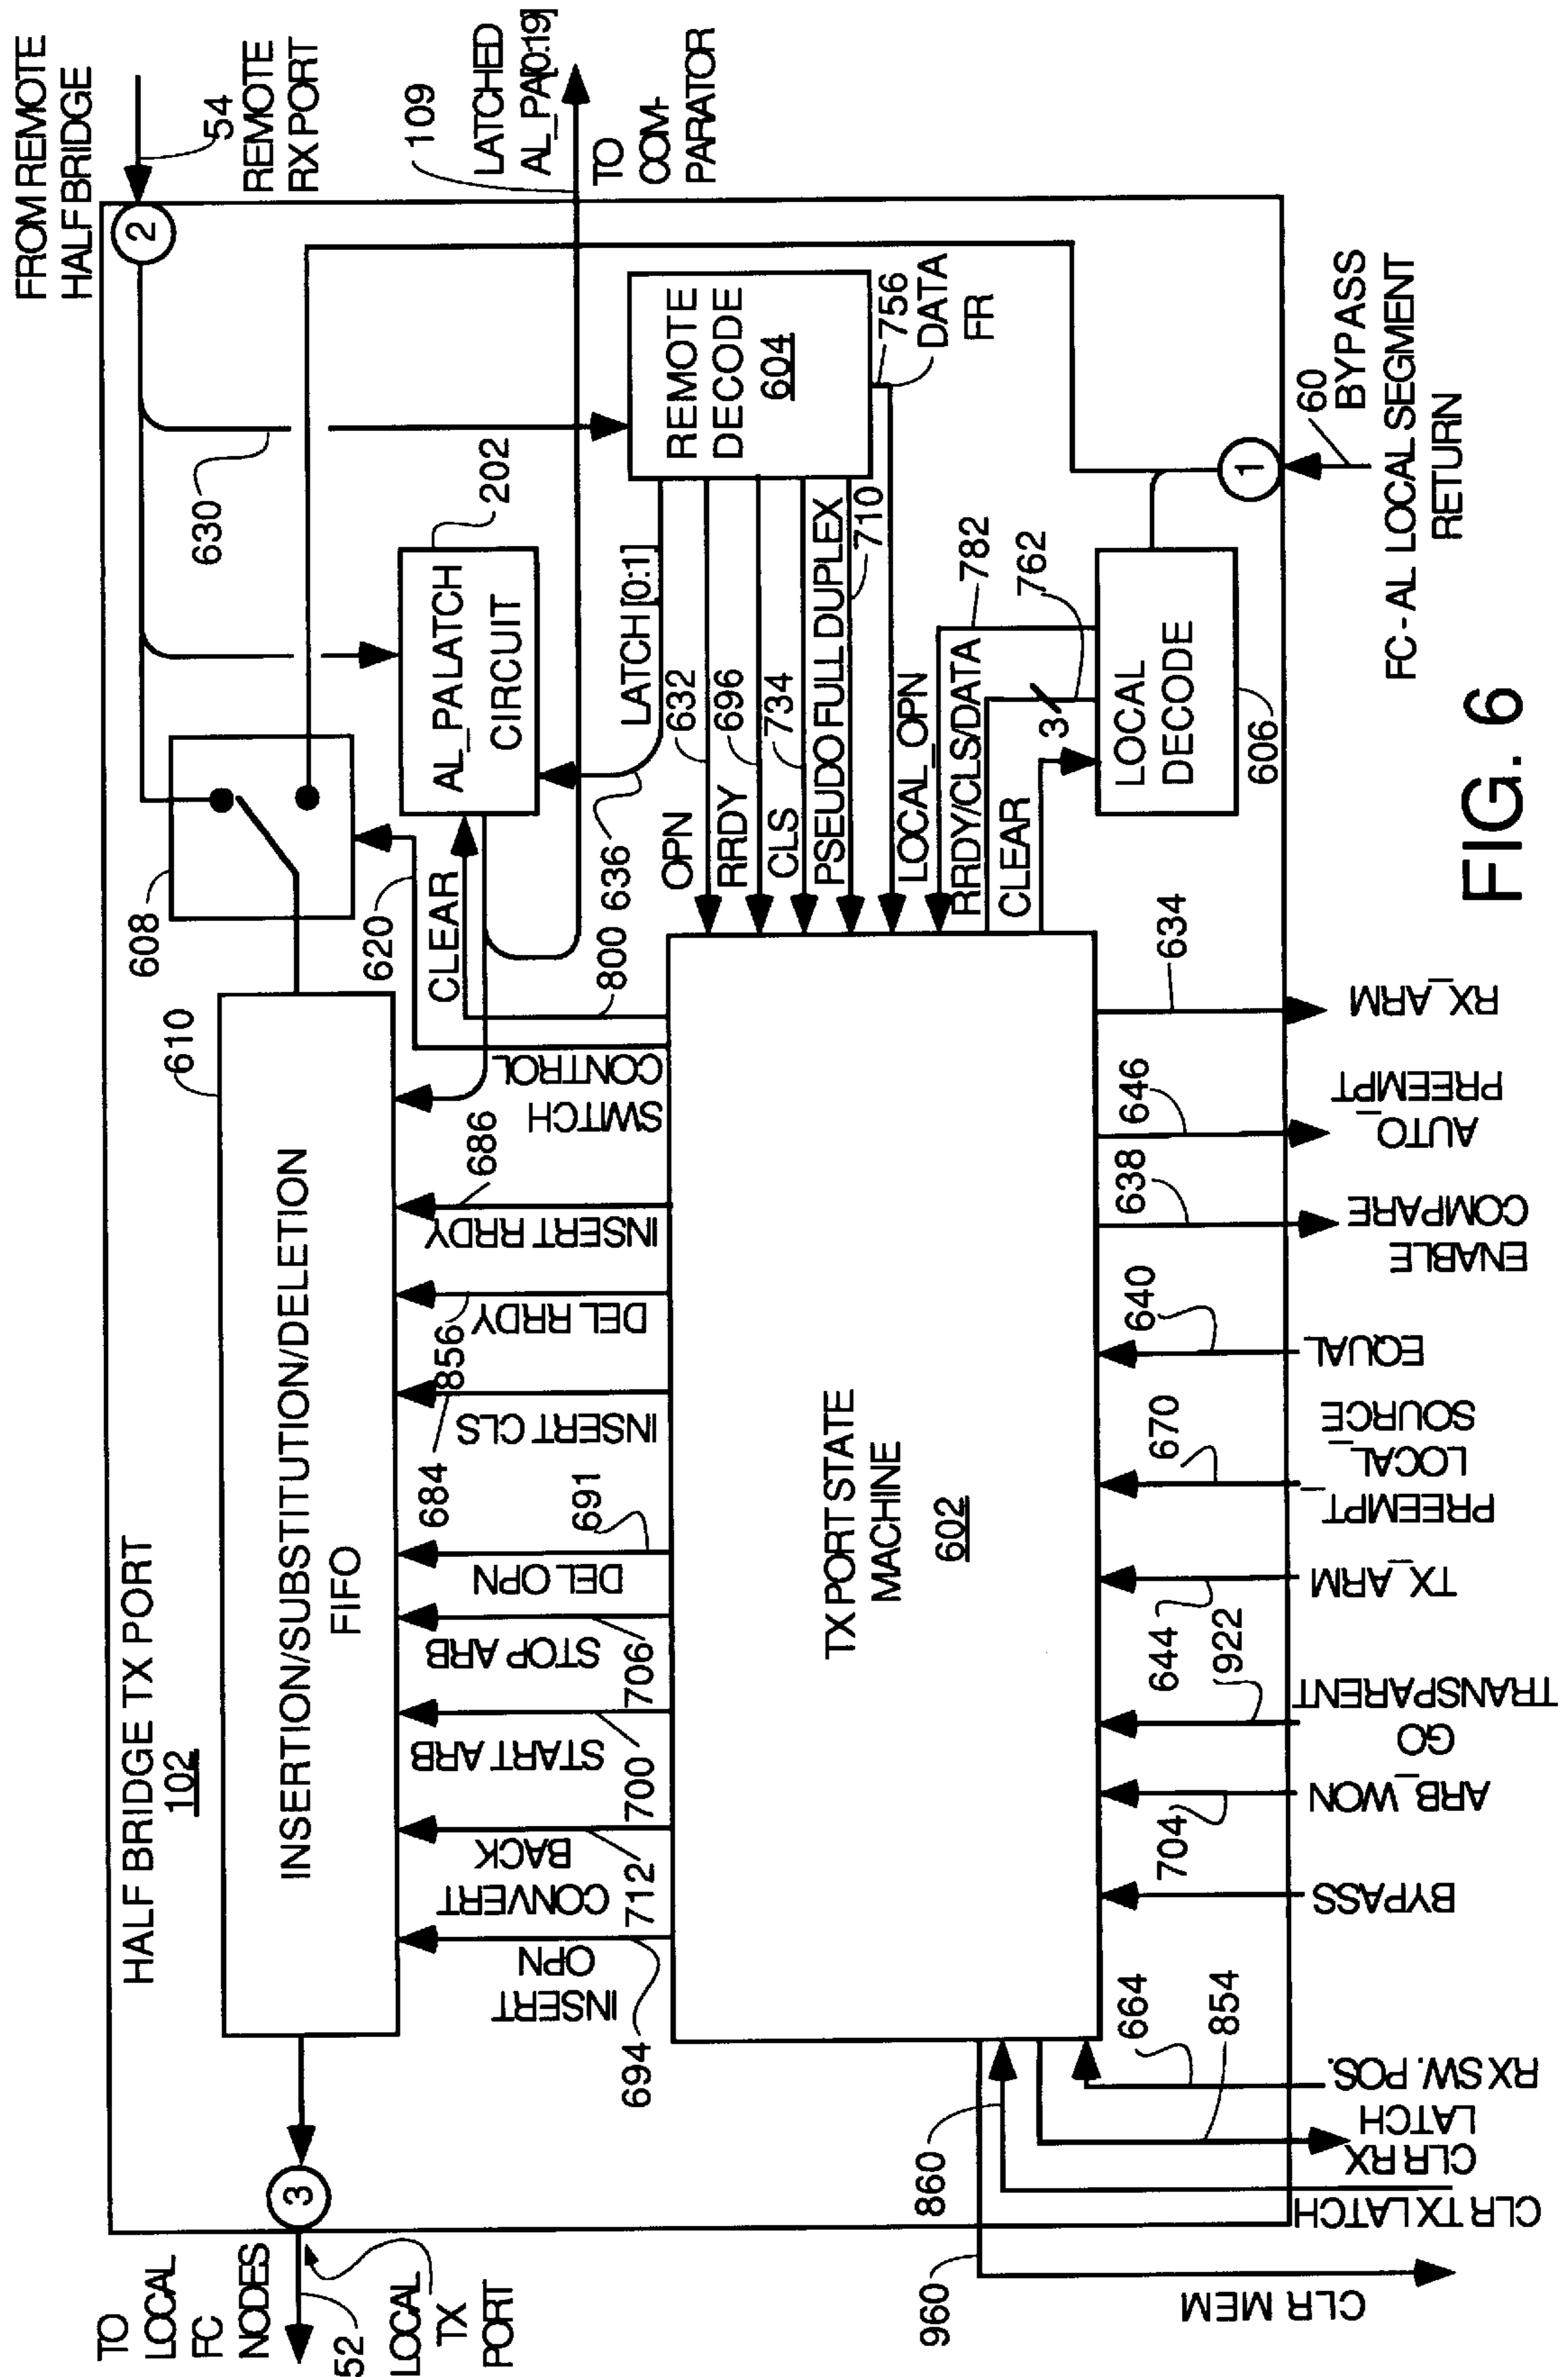 FROM REMOTE
HALF BRIDGE
54
REMOTE
RX PORT
109
LATCHED
AL_PA[0:19]
TO
COM-
PARATOR
2
HALF BRIDGE TX PORT
102
TO
LOCAL
FC
NODES
52
LOCAL
TX
PORT
3
610
INSERTION/SUBSTITUTION/DELETION
FIFO
608
620
630
202
AL_PA LATCH
CIRCUIT
CLEAR
800
636
LATCH [0:1]
REMOTE
DECODE
604
756
DATA
FR
OPN
632
RRDY
696
CLS
734
PSEUDO FULL DUPLEX
710
LOCAL_OPN
782
RRDY/CLS/DATA
3
762
CLEAR
LOCAL
DECODE
606
1
60
BYPASS
FC-AL LOCAL SEGMENT
RETURN
INSERT
OPN
694
CONVERT
BACK
712
START ARB
700
STOP ARB
706
DEL OPN
691
INSERT CLS
684
DEL RRDY
856
INSERT RRDY
686
SWITCH
CONTROL
TX PORT STATE
MACHINE
602
960
CLR MEM
860
CLR TX LATCH
CLR RX
LATCH
854
RX SW. POS.
664
BYPASS
ARB_WON
704
GO
TRANSPARENT
922
TX_ARM
644
PREEMPT_
LOCAL_
SOURCE
670
EQUAL
640
ENABLE
COMPARE
638
AUTO_
PREEMPT
646
RX_ARM
634
FIG. 6